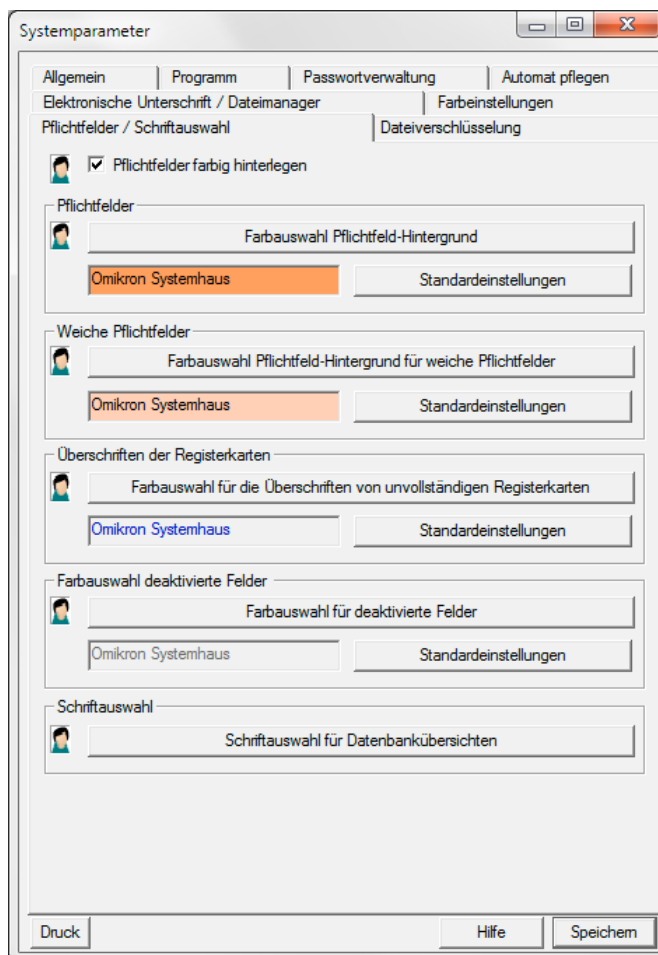 Systemparameter
Allgemein
Programm
Passwortverwaltung
Automat pflegen
Elektronische Unterschrift / Dateimanager
Farbeinstellungen
Pflichtfelder / Schriftauswahl
Dateiverschlüsselung
Pflichtfelder farbig hinterlegen
Pflichtfelder
Farbauswahl Pflichtfeld-Hintergrund
Omikron Systemhaus
Standardeinstellungen
Weiche Pflichtfelder
Farbauswahl Pflichtfeld-Hintergrund für weiche Pflichtfelder
Omikron Systemhaus
Standardeinstellungen
Überschriften der Registerkarten
Farbauswahl für die Überschriften von unvollständigen Registerkarten
Omikron Systemhaus
Standardeinstellungen
Farbauswahl deaktivierte Felder
Farbauswahl für deaktivierte Felder
Omikron Systemhaus
Standardeinstellungen
Schriftauswahl
Schriftauswahl für Datenbankübersichten
Druck
Hilfe
Speichern